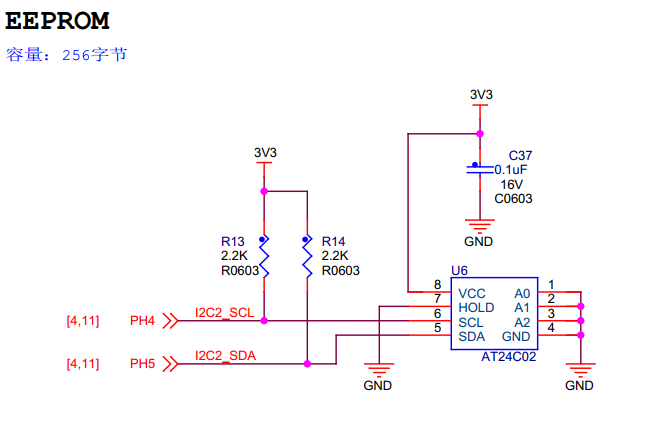 EEPROM
容量：256字节
3V3
C37
0.1uF
16V
C0603
GND
3V3
R13
2.2K
R0603
R14
2.2K
R0603
U6
8 VCC A0 1
7 HOLD A1 2
6 SCL A2 3
5 SDA GND 4
AT24C02
[4,11] PH4 I2C2_SCL
[4,11] PH5 I2C2_SDA
GND
GND